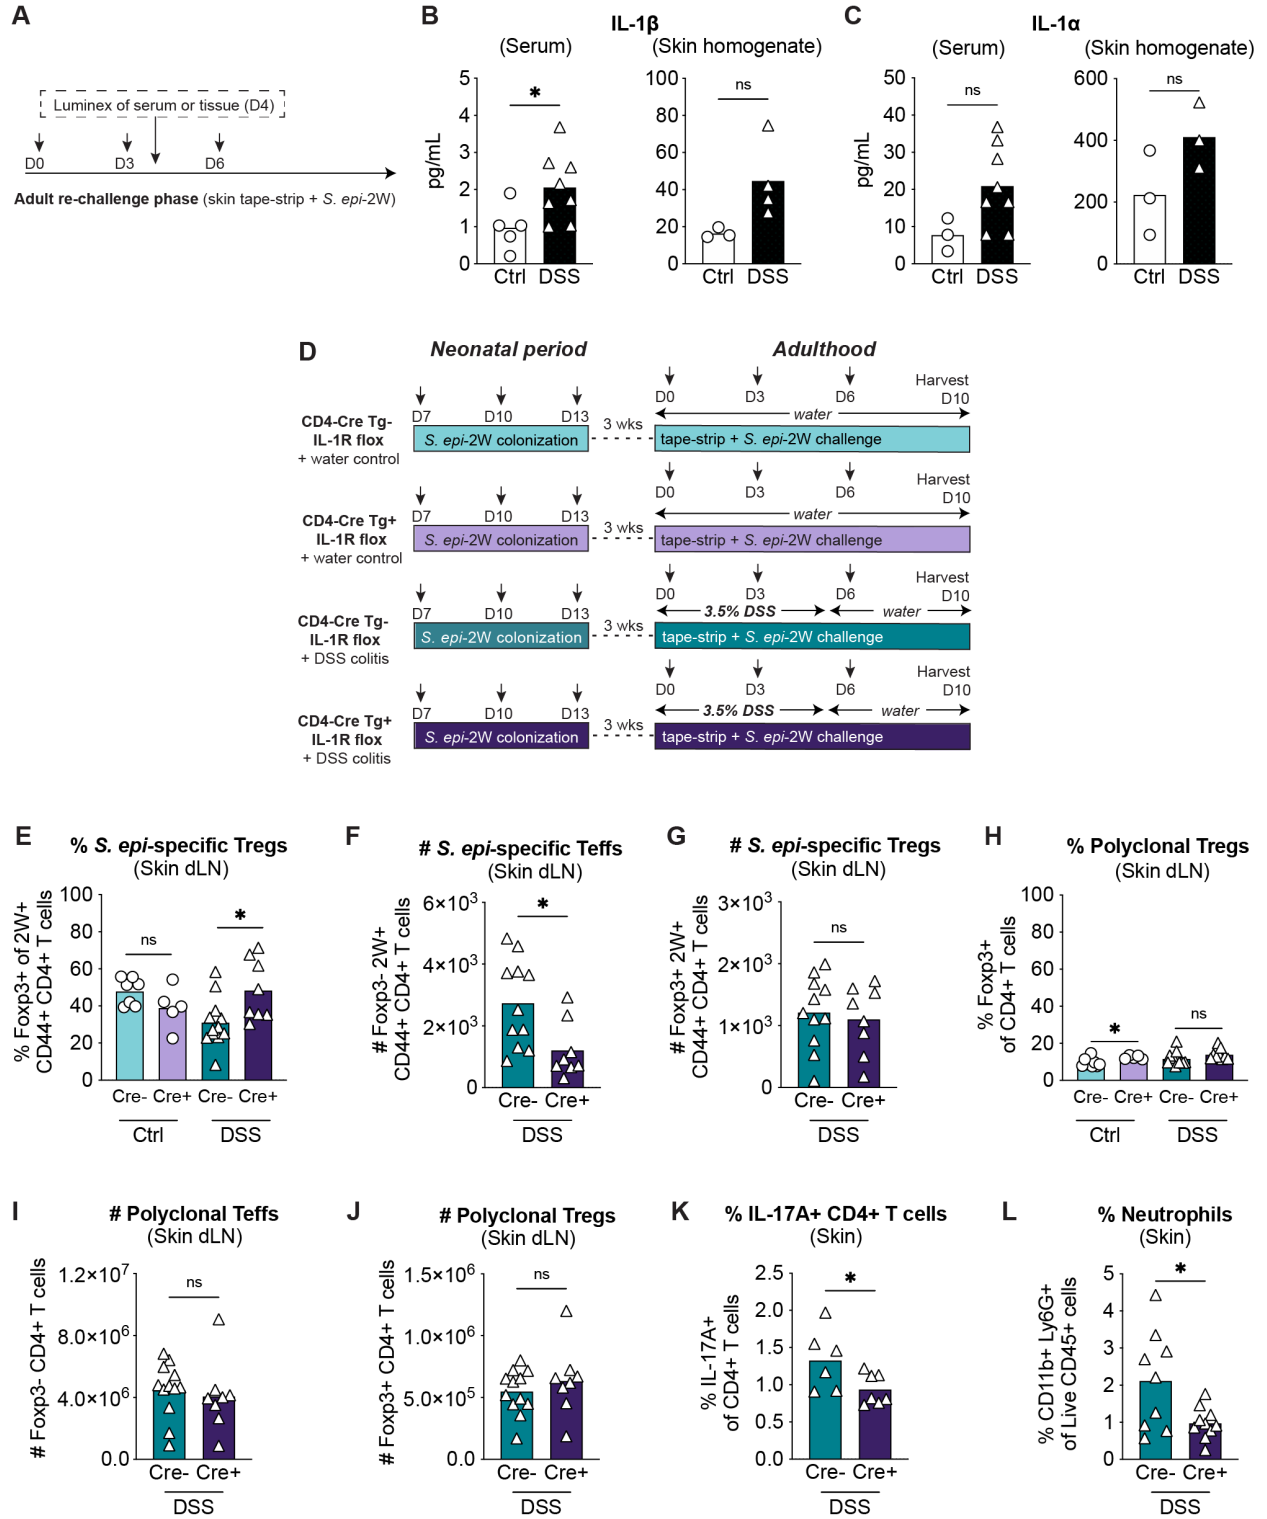 A
Luminex of serum or tissue (D4)
D0
D3
D6
Adult re-challenge phase (skin tape-strip + S. epi-2W)
B
IL-1β
(Serum)
(Skin homogenate)
pg/mL
5
4
3
2
1
0
*
Ctrl
DSS
100
80
60
40
20
0
ns
Ctrl
DSS
C
IL-1α
(Serum)
(Skin homogenate)
pg/mL
50
40
30
20
10
0
ns
Ctrl
DSS
600
400
200
0
ns
Ctrl
DSS
D
Neonatal period
Adulthood
CD4-Cre Tg-
IL-1R flox
+ water control
D7
D10
D13
S. epi-2W colonization
3 wks
D0
D3
D6
Harvest
D10
water
tape-strip + S. epi-2W challenge
CD4-Cre Tg+
IL-1R flox
+ water control
D7
D10
D13
S. epi-2W colonization
3 wks
D0
D3
D6
Harvest
D10
water
tape-strip + S. epi-2W challenge
CD4-Cre Tg-
IL-1R flox
+ DSS colitis
D7
D10
D13
S. epi-2W colonization
3 wks
D0
D3
D6
Harvest
D10
3.5% DSS
water
tape-strip + S. epi-2W challenge
CD4-Cre Tg+
IL-1R flox
+ DSS colitis
D7
D10
D13
S. epi-2W colonization
3 wks
D0
D3
D6
Harvest
D10
3.5% DSS
water
tape-strip + S. epi-2W challenge
E
% S. epi-specific Tregs
(Skin dLN)
% Foxp3+ of 2W+
CD44+ CD4+ T cells
100
80
60
40
20
0
ns
*
Cre-
Cre+
Cre-
Cre+
Ctrl
DSS
F
# S. epi-specific Teffs
(Skin dLN)
# Foxp3- 2W+
CD44+ CD4+ T cells
6×10³
4×10³
2×10³
0
*
Cre-
Cre+
DSS
G
# S. epi-specific Tregs
(Skin dLN)
# Foxp3+ 2W+
CD44+ CD4+ T cells
3×10³
2×10³
1×10³
0
ns
Cre-
Cre+
DSS
H
% Polyclonal Tregs
(Skin dLN)
% Foxp3+
of CD4+ T cells
100
80
60
40
20
0
*
ns
Cre-
Cre+
Cre-
Cre+
Ctrl
DSS
I
# Polyclonal Teffs
(Skin dLN)
# Foxp3- CD4+ T cells
1.2×10⁷
8.0×10⁶
4.0×10⁶
0.0
ns
Cre-
Cre+
DSS
J
# Polyclonal Tregs
(Skin dLN)
# Foxp3+ CD4+ T cells
1.5×10⁶
1.0×10⁶
5.0×10⁵
0.0
ns
Cre-
Cre+
DSS
K
% IL-17A+ CD4+ T cells
(Skin)
% IL-17A+
of CD4+ T cells
2.5
2.0
1.5
1.0
0.5
0.0
*
Cre-
Cre+
DSS
L
% Neutrophils
(Skin)
% CD11b+ Ly6G+
of Live CD45+ cells
5
4
3
2
1
0
*
Cre-
Cre+
DSS